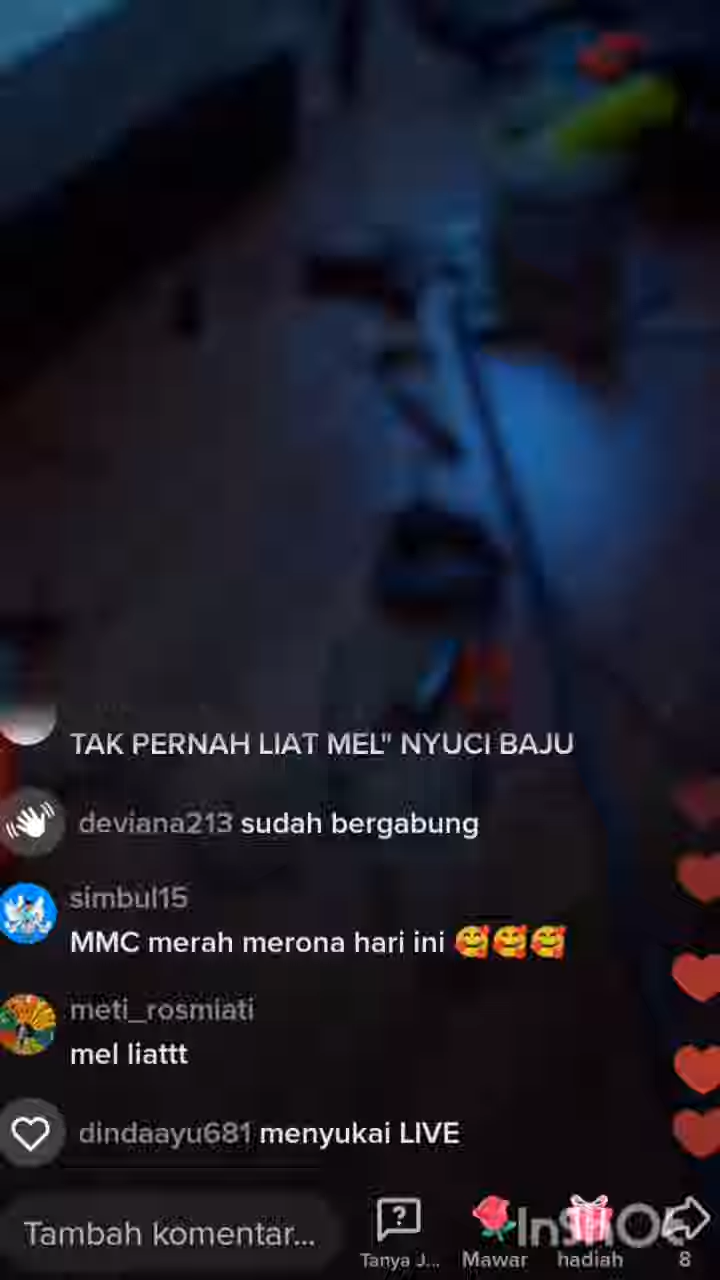 TAK PERNAH LIAT MEL" NYUCI BAJU
deviana213 sudah bergabung
simbul15
MMC merah merona hari ini 🥰🥰🥰
meti_rosmiati
mel liattt
dindaayu681 menyukai LIVE
Tambah komentar...
Tanya J...
Mawar
hadiah
8
InShOt